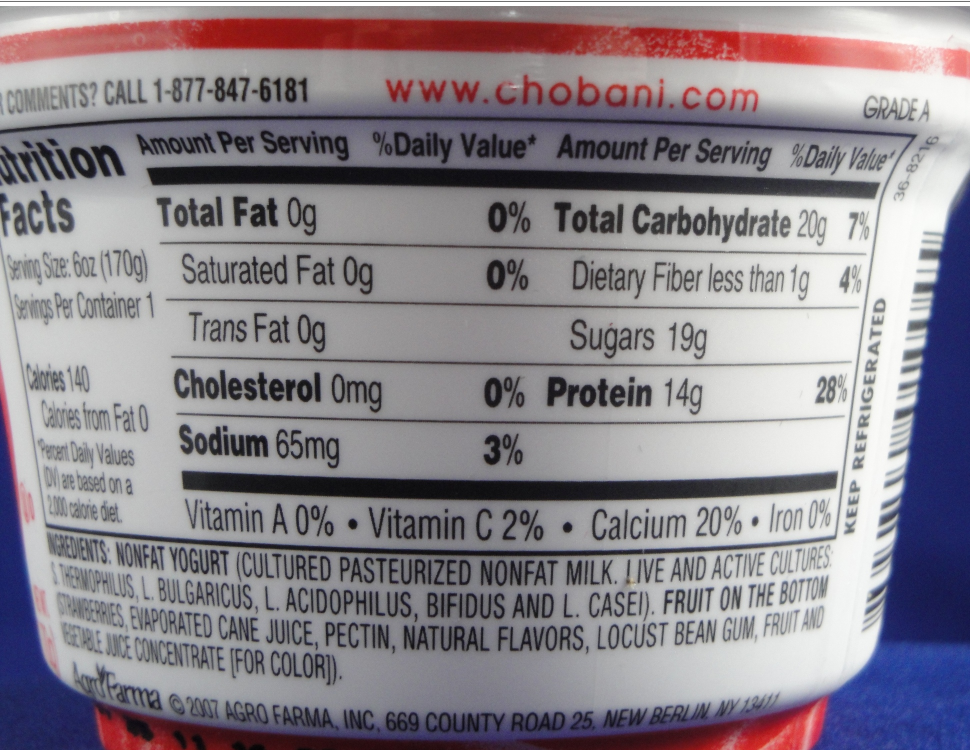 COMMENTS? CALL 1-877-847-6181
www.chobani.com
GRADE A
36-8216
Nutrition
Facts
Serving Size: 6oz (170g)
Servings Per Container 1
Calories 140
Calories from Fat 0
*Percent Daily Values
(DV) are based on a
2,000 calorie diet.
Amount Per Serving %Daily Value* Amount Per Serving %Daily Value*
Total Fat 0g 0% Total Carbohydrate 20g 7%
Saturated Fat 0g 0% Dietary Fiber less than 1g 4%
Trans Fat 0g Sugars 19g
Cholesterol 0mg 0% Protein 14g 28%
Sodium 65mg 3%
Vitamin A 0% • Vitamin C 2% • Calcium 20% • Iron 0%
KEEP REFRIGERATED
INGREDIENTS: NONFAT YOGURT (CULTURED PASTEURIZED NONFAT MILK. LIVE AND ACTIVE CULTURES:
S. THERMOPHILUS, L. BULGARICUS, L. ACIDOPHILUS, BIFIDUS AND L. CASEI). FRUIT ON THE BOTTOM
STRAWBERRIES, EVAPORATED CANE JUICE, PECTIN, NATURAL FLAVORS, LOCUST BEAN GUM, FRUIT AND
VEGETABLE JUICE CONCENTRATE [FOR COLOR]).
Agro Farma © 2007 AGRO FARMA, INC, 669 COUNTY ROAD 25, NEW BERLIN, NY 13411